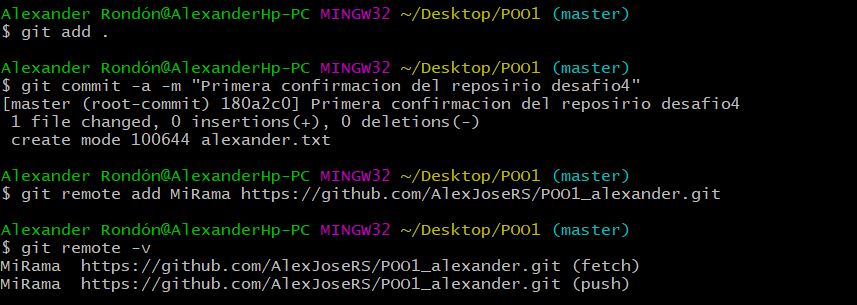 Alexander Rondón@AlexanderHp-PC MINGW32 ~/Desktop/POO1 (master)
$ git add .
Alexander Rondón@AlexanderHp-PC MINGW32 ~/Desktop/POO1 (master)
$ git commit -a -m "Primera confirmacion del reposirio desafio4"
[master (root-commit) 180a2c0] Primera confirmacion del reposirio desafio4
 1 file changed, 0 insertions(+), 0 deletions(-)
 create mode 100644 alexander.txt
Alexander Rondón@AlexanderHp-PC MINGW32 ~/Desktop/POO1 (master)
$ git remote add MiRama https://github.com/AlexJoseRS/POO1_alexander.git
Alexander Rondón@AlexanderHp-PC MINGW32 ~/Desktop/POO1 (master)
$ git remote -v
MiRama  https://github.com/AlexJoseRS/POO1_alexander.git (fetch)
MiRama  https://github.com/AlexJoseRS/POO1_alexander.git (push)